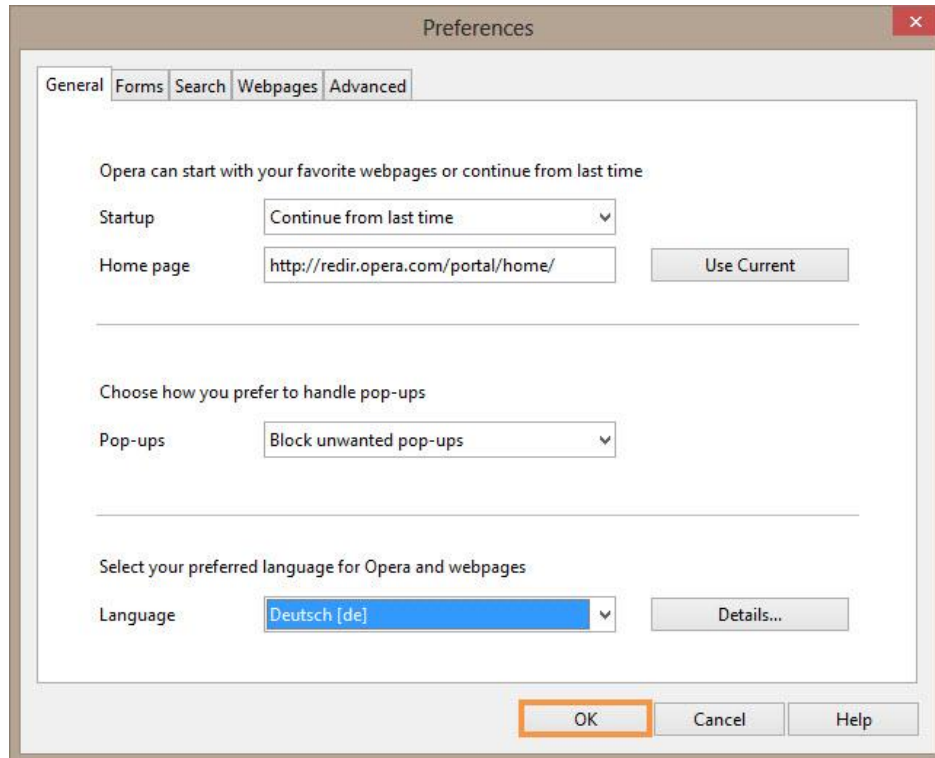 Preferences
General Forms Search Webpages Advanced
Opera can start with your favorite webpages or continue from last time
Startup Continue from last time
Home page http://redir.opera.com/portal/home/ Use Current
Choose how you prefer to handle pop-ups
Pop-ups Block unwanted pop-ups
Select your preferred language for Opera and webpages
Language Deutsch [de] Details...
OK Cancel Help